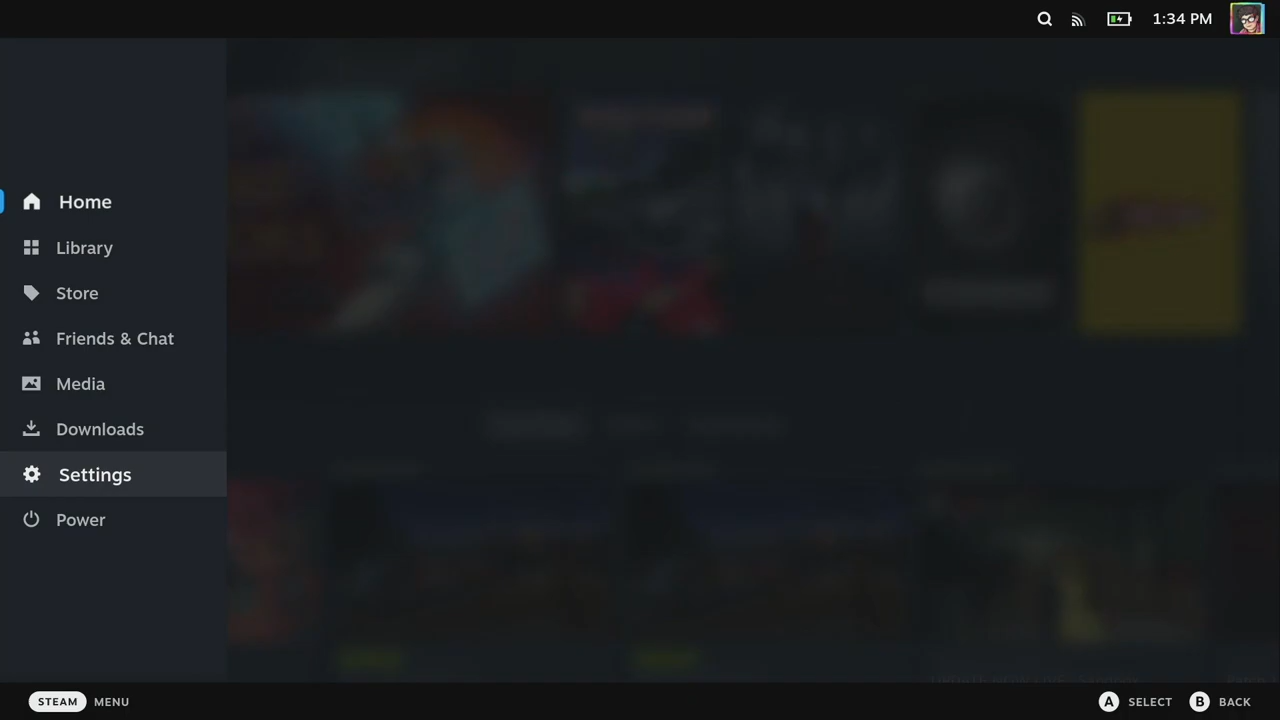 1:34 PM
Home
Library
Store
Friends & Chat
Media
Downloads
Settings
Power
STEAM MENU
A SELECT B BACK